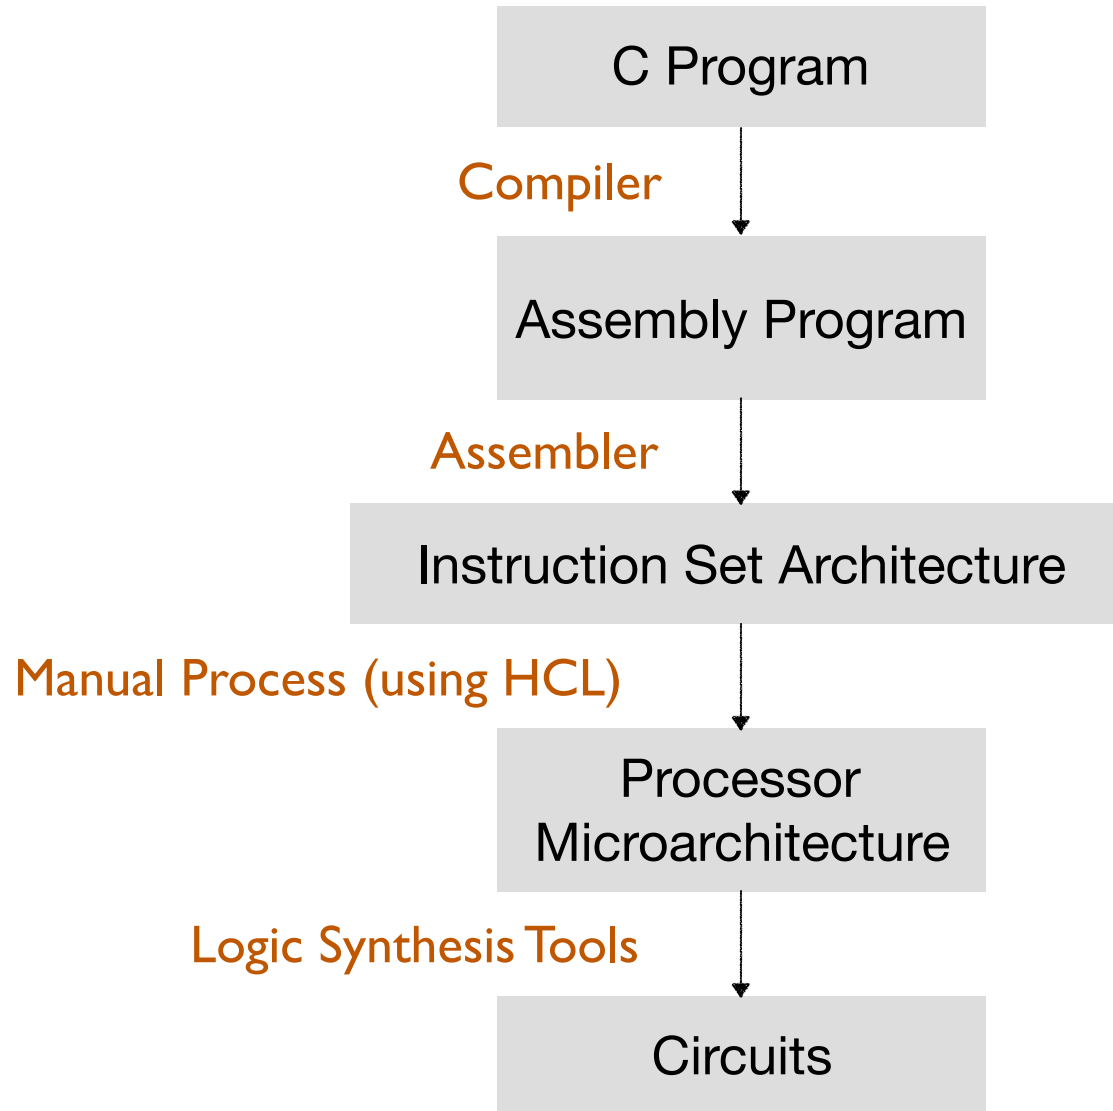 C Program
Compiler
Assembly Program
Assembler
Instruction Set Architecture
Manual Process (using HCL)
Processor
Microarchitecture
Logic Synthesis Tools
Circuits